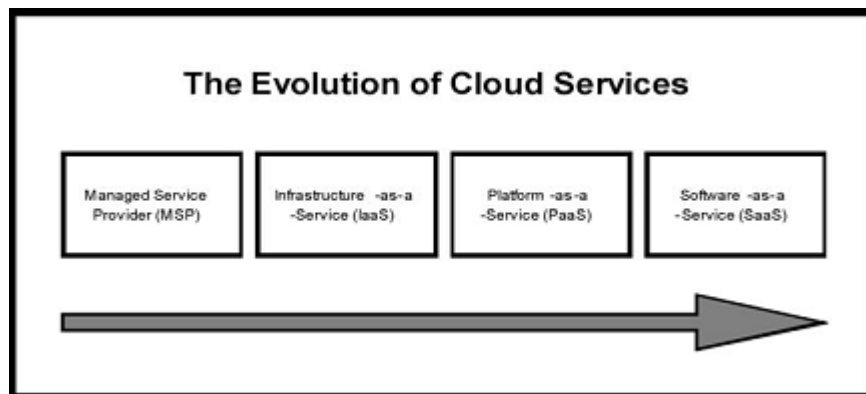 The Evolution of Cloud Services
Managed Service
Provider (MSP)
Infrastructure -as-a
-Service (IaaS)
Platform -as-a
-Service (PaaS)
Software -as-a
-Service (SaaS)